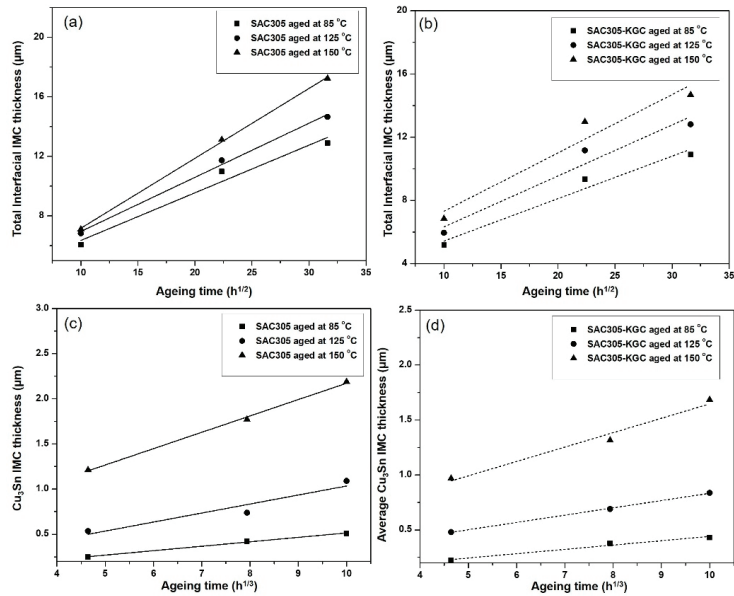 (a)
SAC305 aged at 85 °C
SAC305 aged at 125 °C
SAC305 aged at 150 °C
Total Interfacial IMC thickness (µm)
20
16
12
8
10
15
20
25
30
35
Ageing time (h1/2)
(b)
SAC305-KGC aged at 85 °C
SAC305-KGC aged at 125 °C
SAC305-KGC aged at 150 °C
Total Interfacial IMC thickness (µm)
20
16
12
8
4
10
15
20
25
30
35
Ageing time (h1/2)
(c)
SAC305 aged at 85 °C
SAC305 aged at 125 °C
SAC305 aged at 150 °C
Cu3Sn IMC thickness (µm)
3.0
2.5
2.0
1.5
1.0
0.5
4
5
6
7
8
9
10
Ageing time (h1/3)
(d)
SAC305-KGC aged at 85 °C
SAC305-KGC aged at 125 °C
SAC305-KGC aged at 150 °C
Average Cu3Sn IMC thickness (µm)
2.5
2.0
1.5
1.0
0.5
4
5
6
7
8
9
10
Ageing time (h1/3)